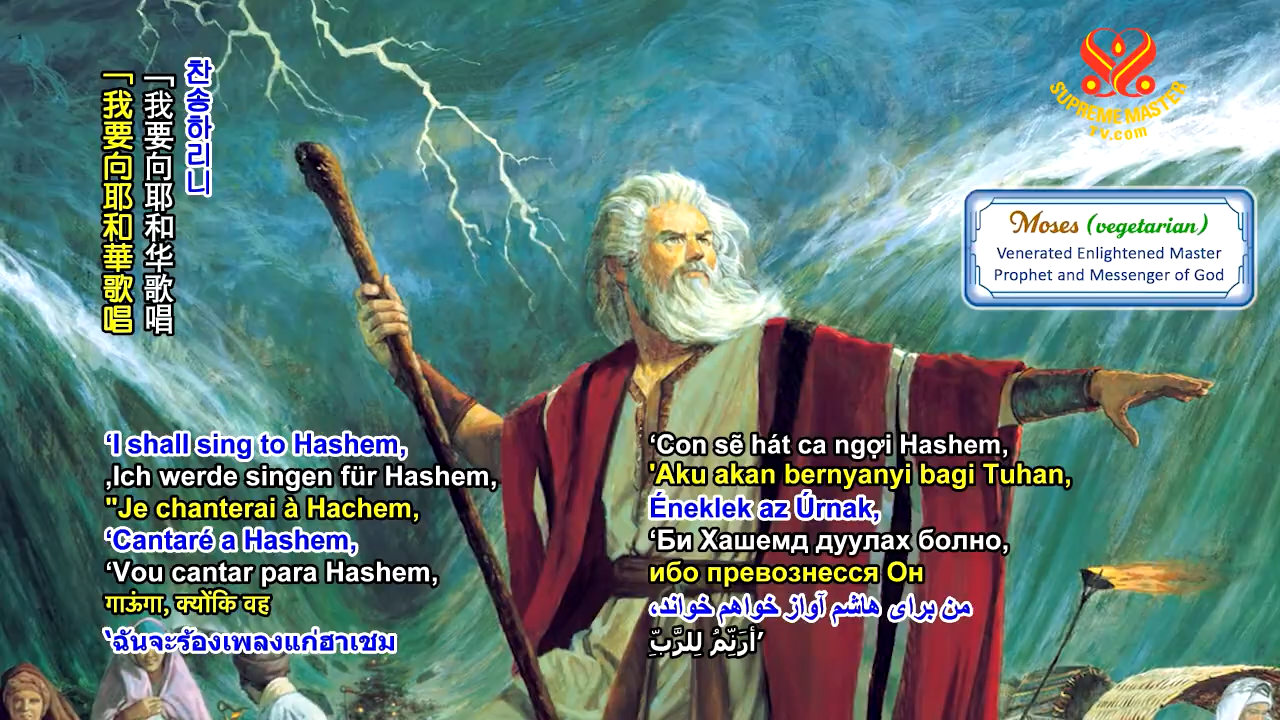 찬송하리니
「我要向耶和华歌唱
「我要向耶和華歌唱
SUPREME MASTER
TV.com
Moses (vegetarian)
Venerated Enlightened Master
Prophet and Messenger of God
‘I shall sing to Hashem,
‚Ich werde singen für Hashem,
"Je chanterai à Hachem,
‘Cantaré a Hashem,
‘Vou cantar para Hashem,
गाऊंगा, क्योंकि वह
‘ฉันจะร้องเพลงแก่ฮาเชม
‘Con sẽ hát ca ngợi Hashem,
'Aku akan bernyanyi bagi Tuhan,
Éneklek az Úrnak,
‘Би Хашемд дуулах болно,
ибо превознесся Он
من برای هاشم آواز خواهم خواند،
’أُرَنِّمُ لِلرَّبِّ